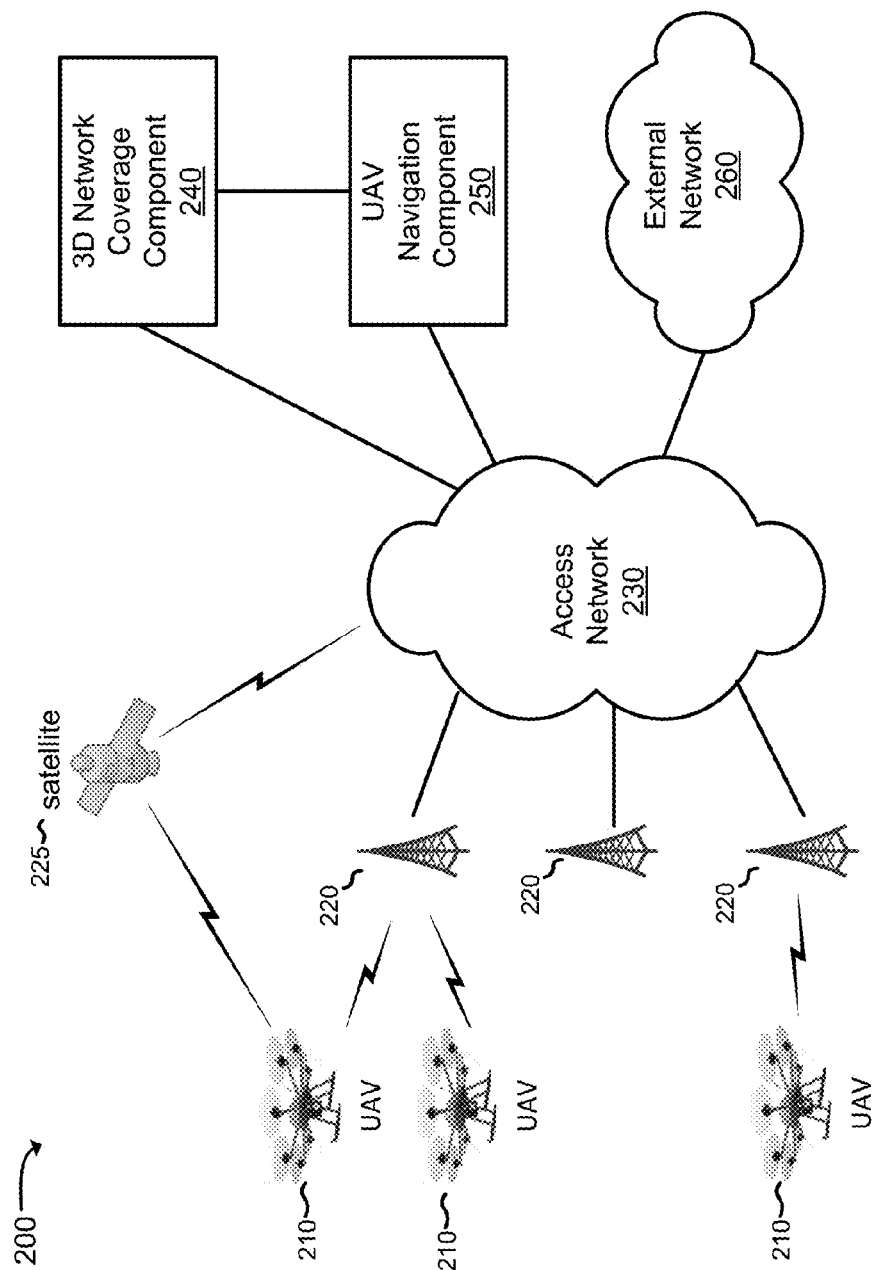 200
225
satellite
3D Network
Coverage
Component
240
UAV
Navigation
Component
250
External
Network
260
Access
Network
230
220
220
220
210
UAV
210
UAV
210
UAV